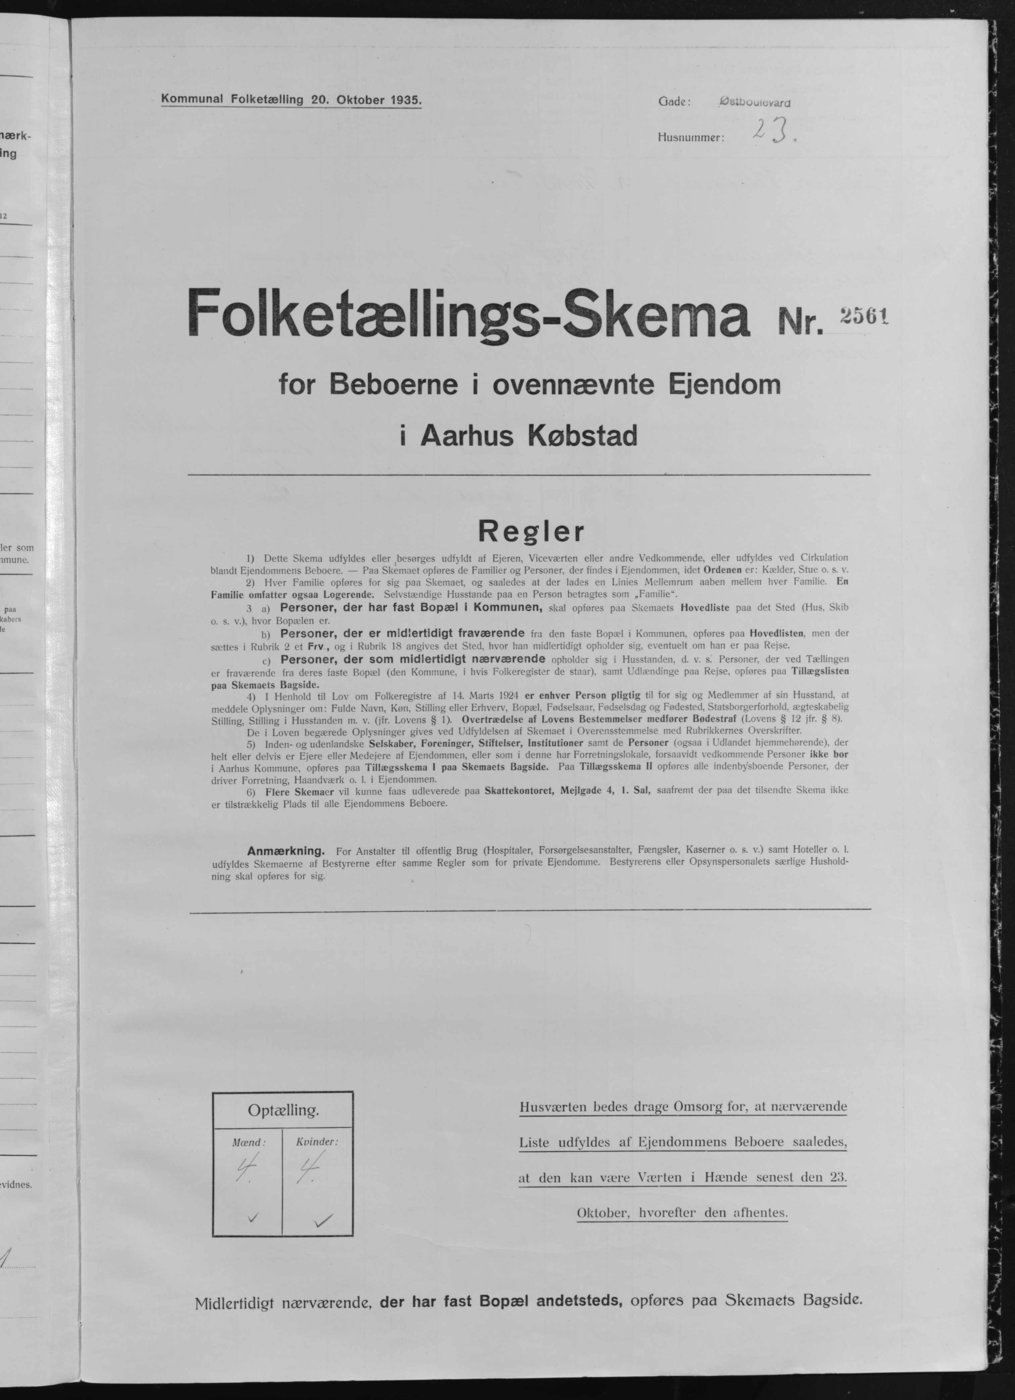 Kommunal Folketælling 20. Oktober 1935.
Gade: Østboulevard
Husnummer: 23.
Folketællings-Skema Nr. 2561
for Beboerne i ovennævnte Ejendom
i Aarhus Købstad
Regler
1) Dette Skema udfyldes eller besørges udfyldt af Ejeren, Viceværten eller andre Vedkommende, eller udfyldes ved Cirkulation
blandt Ejendommens Beboere. — Paa Skemaet opføres de Familier og Personer, der findes i Ejendommen, idet Ordenen er: Kælder, Stue o. s. v.
2) Hver Familie opføres for sig paa Skemaet, og saaledes at der lades en Linies Mellemrum aaben mellem hver Familie. En
Familie omfatter ogsaa Logerende. Selvstændige Husstande paa en Person betragtes som „Familie“.
3 a) Personer, der har fast Bopæl i Kommunen, skal opføres paa Skemaets Hovedliste paa det Sted (Hus, Skib
o. s. v.), hvor Bopælen er.
b) Personer, der er midlertidigt fraværende fra den faste Bopæl i Kommunen, opføres paa Hovedlisten, men der
sættes i Rubrik 2 et Frv., og i Rubrik 18 angives det Sted, hvor han midlertidigt opholder sig, eventuelt om han er paa Rejse.
c) Personer, der som midlertidigt nærværende opholder sig i Husstanden, d. v. s. Personer, der ved Tællingen
er fraværende fra deres faste Bopæl (den Kommune, i hvis Folkeregister de staar), samt Udlændinge paa Rejse, opføres paa Tillægslisten
paa Skemaets Bagside.
4) I Henhold til Lov om Folkeregistre af 14. Marts 1924 er enhver Person pligtig til for sig og Medlemmer af sin Husstand, at
meddele Oplysninger om: Fulde Navn, Køn, Stilling eller Erhverv, Bopæl, Fødselsaar, Fødselsdag og Fødested, Statsborgerforhold, ægteskabelig
Stilling, Stilling i Husstanden m. v. (jfr. Lovens § 1). Overtrædelse af Lovens Bestemmelser medfører Bødestraf (Lovens § 12 jfr. § 8).
De i Loven begærede Oplysninger gives ved Udfyldelsen af Skemaet i Overensstemmelse med Rubrikkernes Overskrifter.
5) Inden- og udenlandske Selskaber, Foreninger, Stiftelser, Institutioner samt de Personer (ogsaa i Udlandet hjemmehørende), der
helt eller delvis er Ejere eller Medejere af Ejendommen, eller som i denne har Forretningslokale, forsaavidt vedkommende Personer ikke bor
i Aarhus Kommune, opføres paa Tillægsskema I paa Skemaets Bagside. Paa Tillægsskema II opføres alle indenbysboende Personer, der
driver Forretning, Haandværk o. l. i Ejendommen.
6) Flere Skemaer vil kunne faas udleverede paa Skattekontoret, Mejlgade 4, 1. Sal, saafremt der paa det tilsendte Skema ikke
er tilstrækkelig Plads til alle Ejendommens Beboere.
Anmærkning. For Anstalter til offentlig Brug (Hospitaler, Forsørgelsesanstalter, Fængsler, Kaserner o. s. v.) samt Hoteller o. l.
udfyldes Skemaerne af Bestyrerne efter samme Regler som for private Ejendomme. Bestyrerens eller Opsynspersonalets særlige Hushold-
ning skal opføres for sig.
Optælling.
Mænd: Kvinder:
4. 4.
Husværten bedes drage Omsorg for, at nærværende
Liste udfyldes af Ejendommens Beboere saaledes,
at den kan være Værten i Hænde senest den 23.
Oktober, hvorefter den afhentes.
Midlertidigt nærværende, der har fast Bopæl andetsteds, opføres paa Skemaets Bagside.